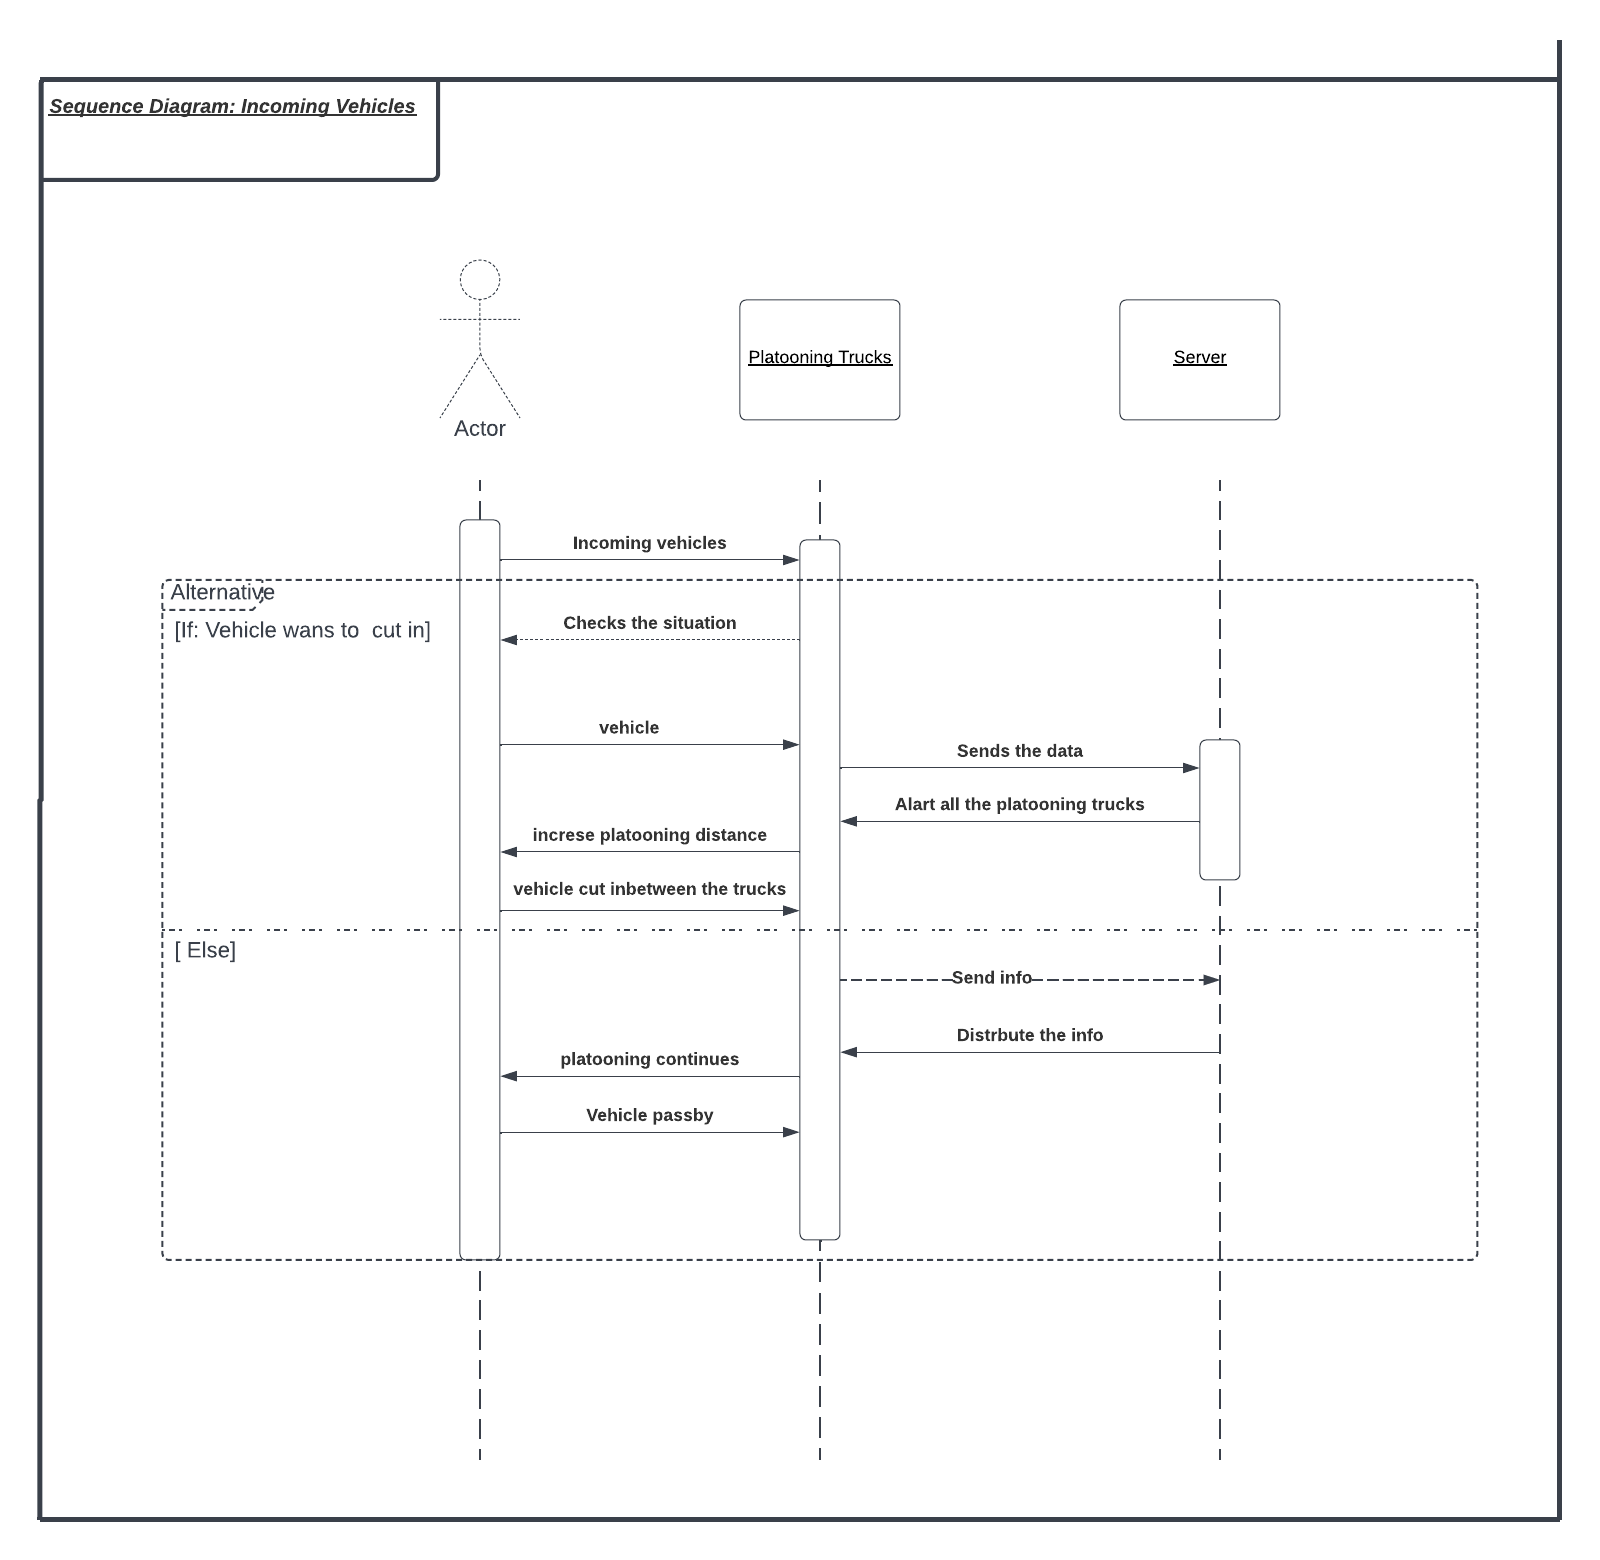 Sequence Diagram: Incoming Vehicles
Actor
Platooning Trucks
Server
Incoming vehicles
Alternative
[If: Vehicle wans to  cut in]
Checks the situation
vehicle
Sends the data
Alart all the platooning trucks
increse platooning distance
vehicle cut inbetween the trucks
[ Else]
Send info
Distrbute the info
platooning continues
Vehicle passby